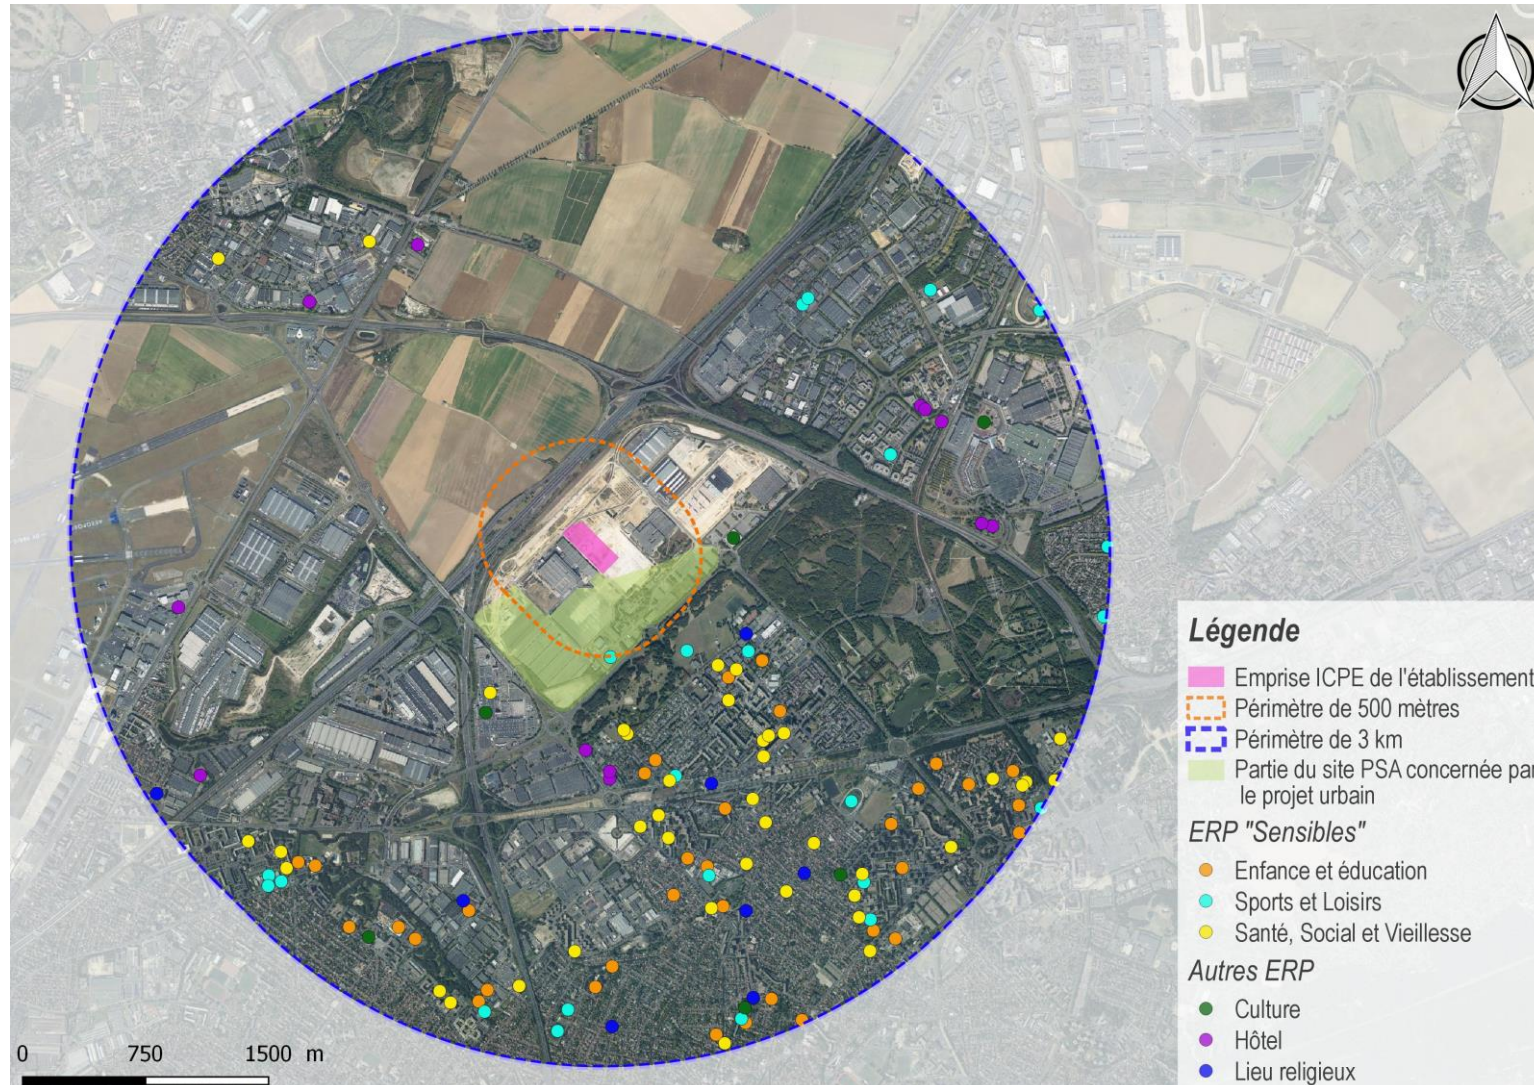 Légende
Emprise ICPE de l'établissement
Périmètre de 500 mètres
Périmètre de 3 km
Partie du site PSA concernée par
le projet urbain
ERP "Sensibles"
Enfance et éducation
Sports et Loisirs
Santé, Social et Vieillesse
Autres ERP
Culture
Hôtel
Lieu religieux
0 750 1500 m